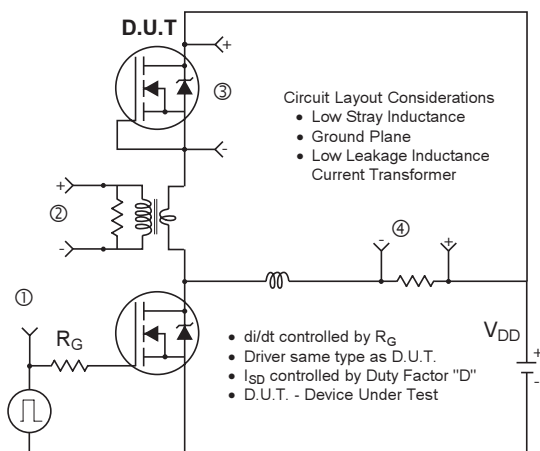 D.U.T
+
③
-
Circuit Layout Considerations
• Low Stray Inductance
• Ground Plane
• Low Leakage Inductance
Current Transformer
+
②
-
④
- +
①
R_G
V_DD
+
-
• di/dt controlled by R_G
• Driver same type as D.U.T.
• I_SD controlled by Duty Factor "D"
• D.U.T. - Device Under Test